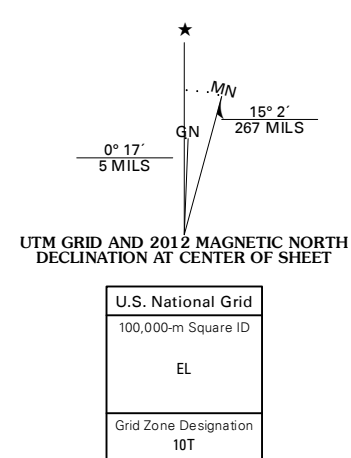 ★
MN
GN
15° 2´
267 MILS
0° 17´
5 MILS
UTM GRID AND 2012 MAGNETIC NORTH
DECLINATION AT CENTER OF SHEET
U.S. National Grid
100,000-m Square ID
EL
Grid Zone Designation
10T